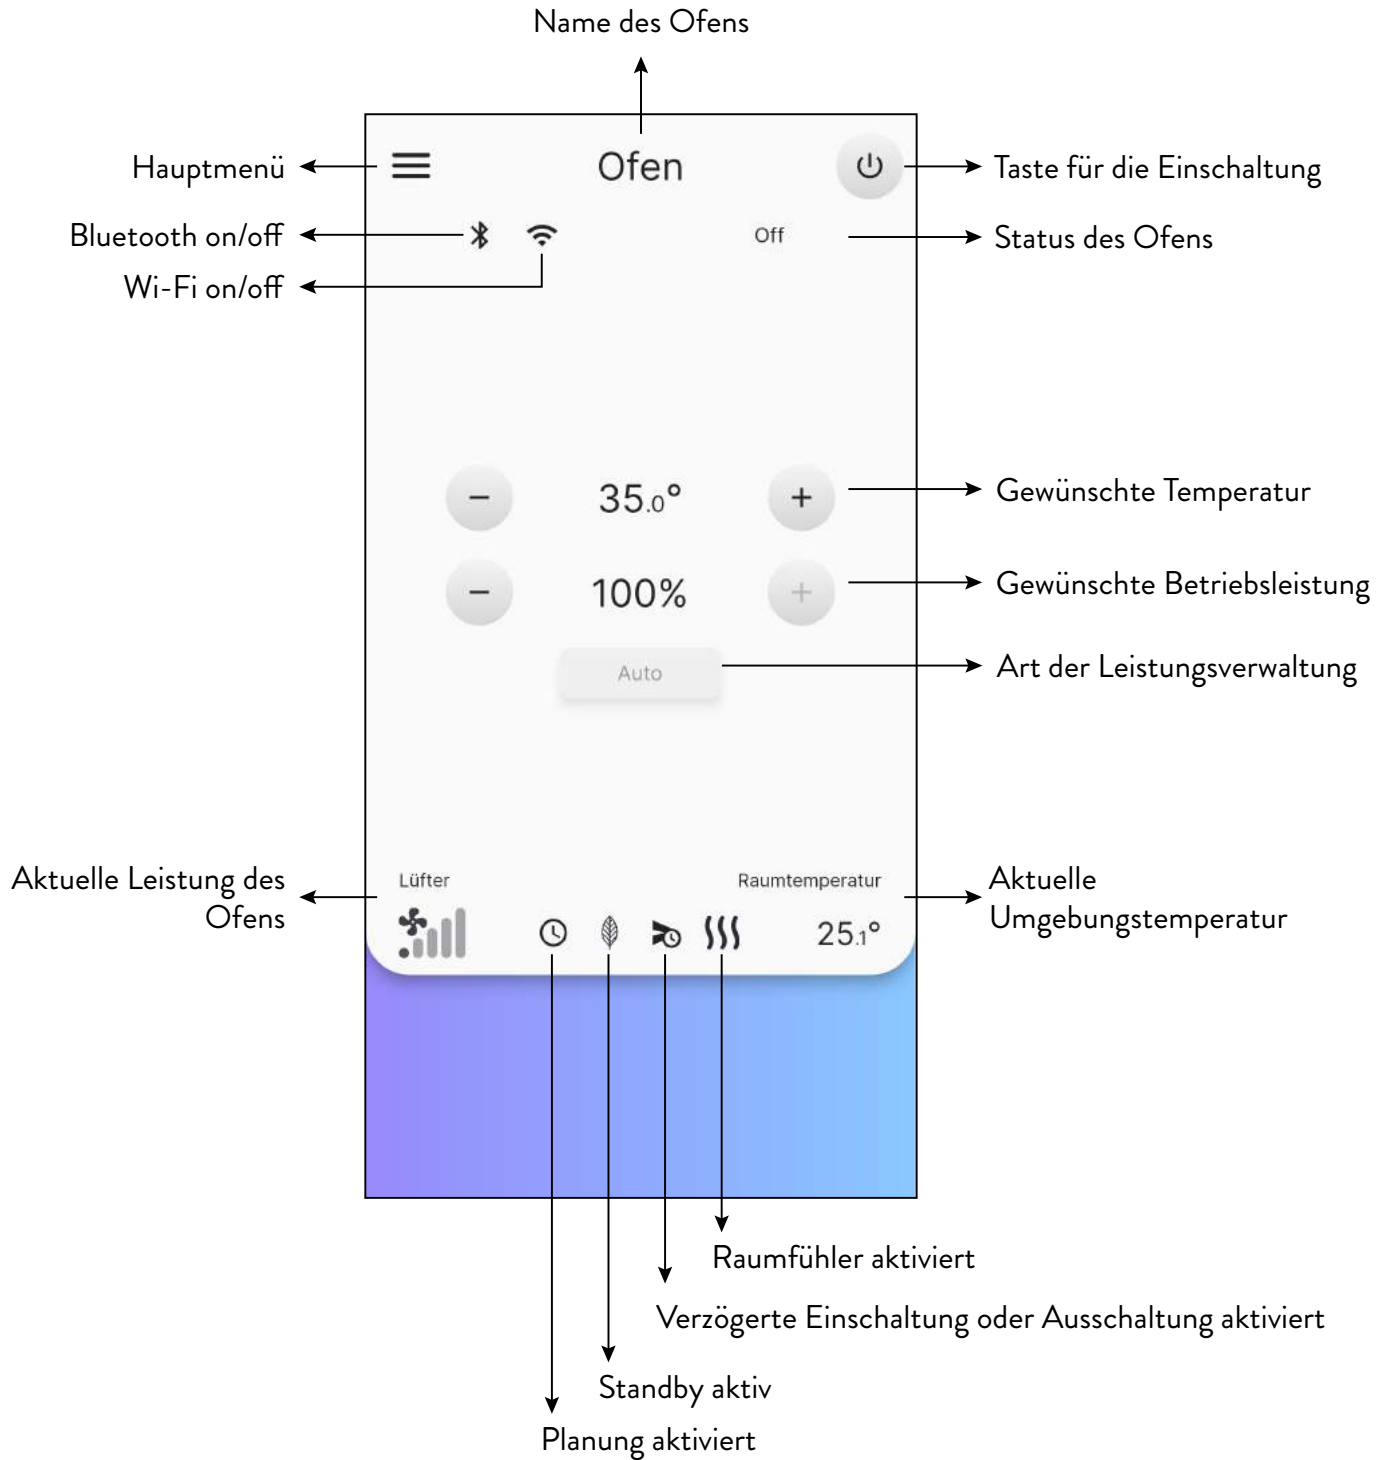 Name des Ofens
Hauptmenü
Ofen
Taste für die Einschaltung
Bluetooth on/off
Off
Status des Ofens
Wi-Fi on/off
35.0°
Gewünschte Temperatur
100%
Gewünschte Betriebsleistung
Auto
Art der Leistungsverwaltung
Aktuelle Leistung des
Ofens
Lüfter
Raumtemperatur
25.1°
Aktuelle
Umgebungstemperatur
Raumfühler aktiviert
Verzögerte Einschaltung oder Ausschaltung aktiviert
Standby aktiv
Planung aktiviert